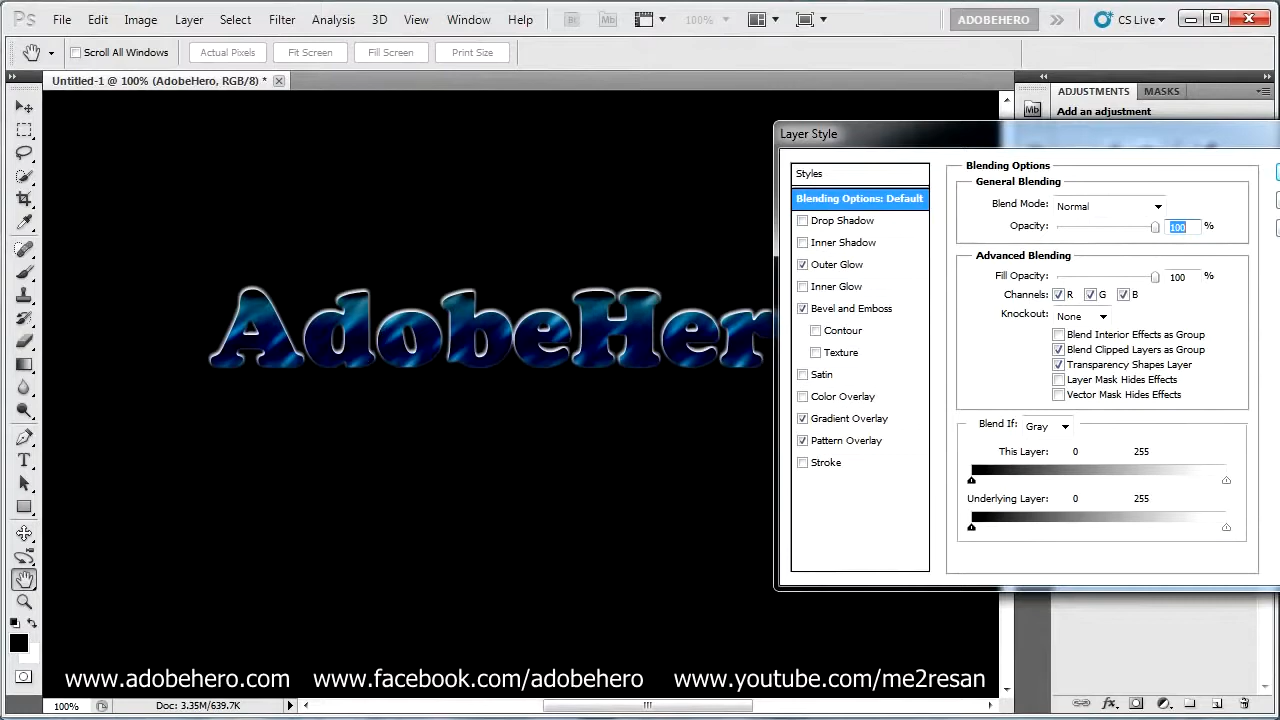 Ps File Edit Image Layer Select Filter Analysis 3D View Window Help Br Mb 100% ADOBEHERO CS Live
Scroll All Windows Actual Pixels Fit Screen Fill Screen Print Size
Untitled-1 @ 100% (AdobeHero, RGB/8) *
ADJUSTMENTS MASKS
Mb Add an adjustment
Layer Style
Styles
Blending Options: Default
Drop Shadow
Inner Shadow
Outer Glow
Inner Glow
Bevel and Emboss
Contour
Texture
Satin
Color Overlay
Gradient Overlay
Pattern Overlay
Stroke
Blending Options
General Blending
Blend Mode: Normal
Opacity: 100 %
Advanced Blending
Fill Opacity: 100 %
Channels: R G B
Knockout: None
Blend Interior Effects as Group
Blend Clipped Layers as Group
Transparency Shapes Layer
Layer Mask Hides Effects
Vector Mask Hides Effects
Blend If: Gray
This Layer: 0 255
Underlying Layer: 0 255
AdobeHer
www.adobehero.com www.facebook.com/adobehero www.youtube.com/me2resan
100% Doc: 3.35M/639.7K